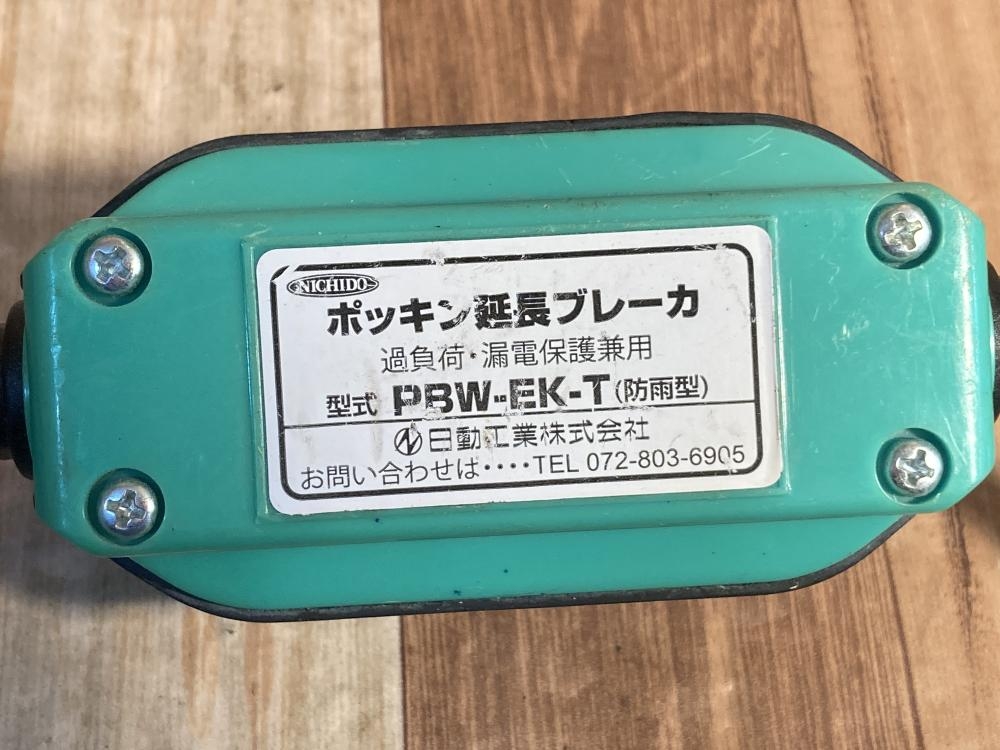 NICHIDO
ポッキン延長ブレーカ
過負荷・漏電保護兼用
型式 PBW-EK-T(防雨型)
日動工業株式会社
お問い合わせは・・・・TEL 072-803-6905